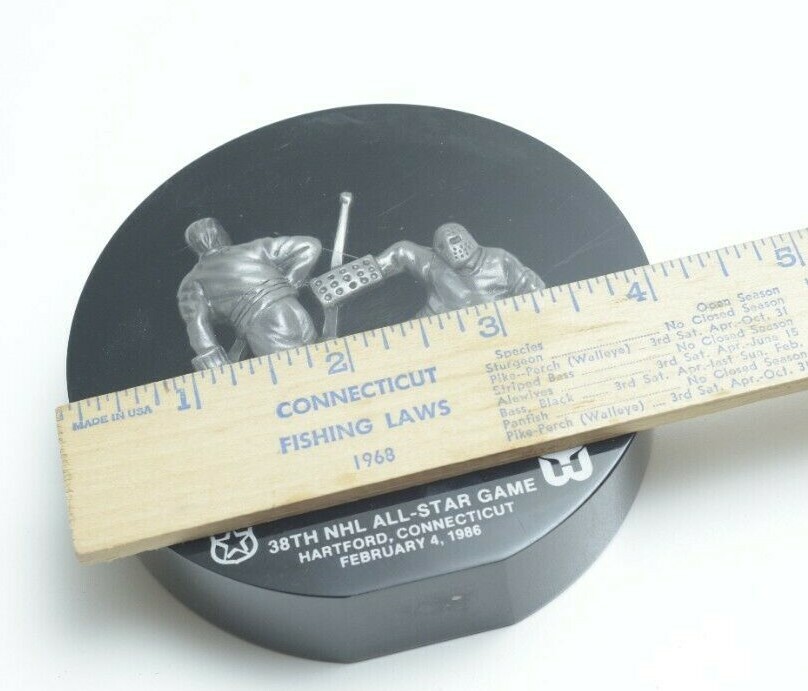 1 2 3 4 5
MADE IN USA
CONNECTICUT
FISHING LAWS
1968
Species Open Season
Sturgeon No Closed Season
Pike-Perch (Walleye) No Closed Season
Striped Bass 3rd Sat. Apr.-Oct. 31
Alewives No Closed Season
Bass, Black 3rd Sat. Apr.-June 15
Panfish 3rd Sat. Apr.-last Sun. Feb.
Pike-Perch (Walleye) 3rd Sat. Apr.-Oct. 31
38TH NHL ALL-STAR GAME
HARTFORD, CONNECTICUT
FEBRUARY 4, 1986